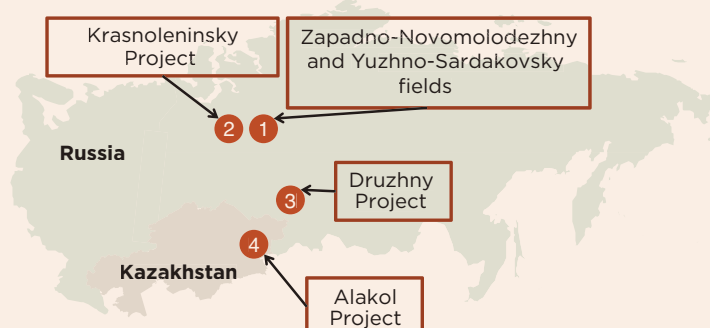 Krasnoleninsky
Project
Zapadno-Novomolodezhny
and Yuzhno-Sardakovsky
fields
2
1
Russia
Druzhny
Project
3
4
Kazakhstan
Alakol
Project